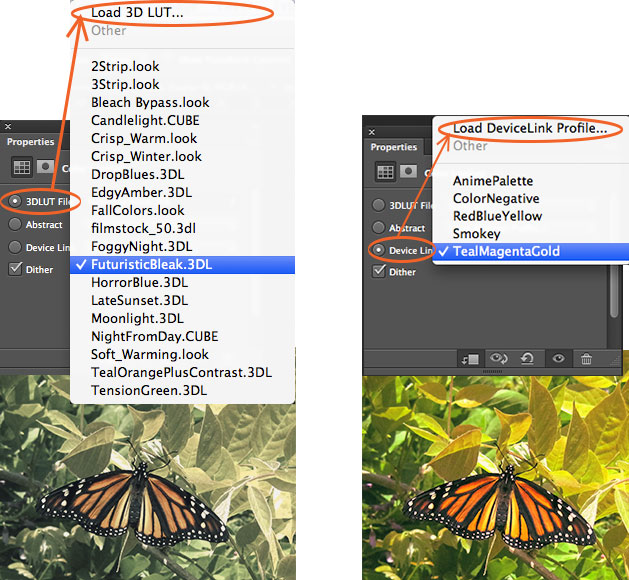 Load 3D LUT...
Other
2Strip.look
3Strip.look
Bleach Bypass.look
Candlelight.CUBE
Crisp_Warm.look
Crisp_Winter.look
DropBlues.3DL
EdgyAmber.3DL
FallColors.look
filmstock_50.3dl
FoggyNight.3DL
FuturisticBleak.3DL
HorrorBlue.3DL
LateSunset.3DL
Moonlight.3DL
NightFromDay.CUBE
Soft_Warming.look
TealOrangePlusContrast.3DL
TensionGreen.3DL
Properties
3DLUT File
Abstract
Device Lin
Dither
Load DeviceLink Profile...
Other
AnimePalette
ColorNegative
RedBlueYellow
Smokey
TealMagentaGold
Properties
3DLUT File
Abstract
Device Link
Dither